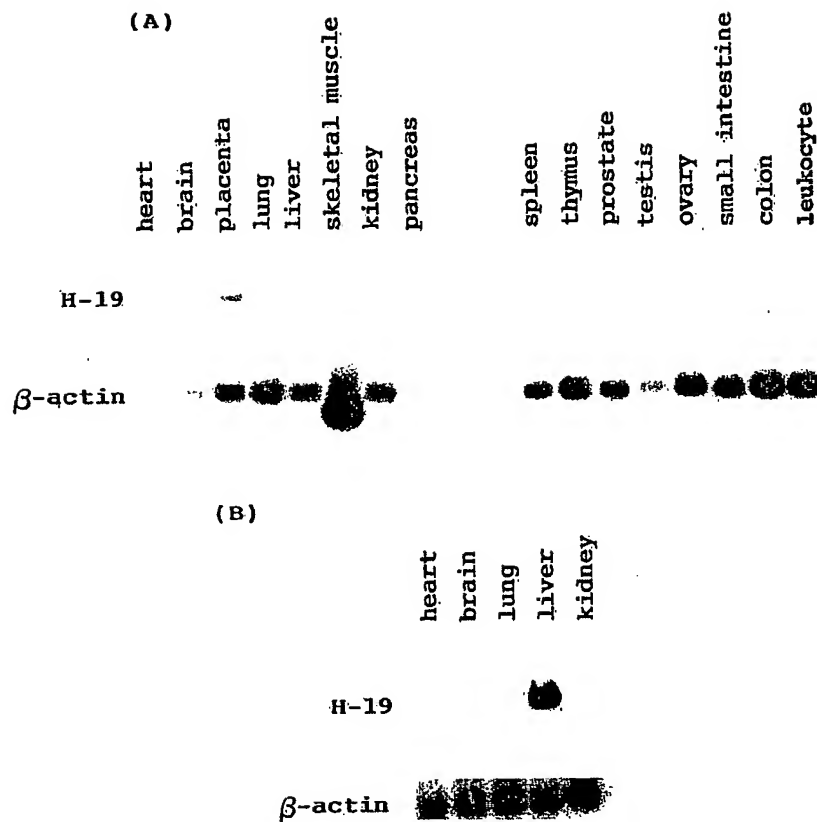 (A)
heart
brain
placenta
lung
liver
skeletal muscle
kidney
pancreas
spleen
thymus
prostate
testis
ovary
small intestine
colon
leukocyte
H-19
β-actin
(B)
heart
brain
lung
liver
kidney
H-19
β-actin